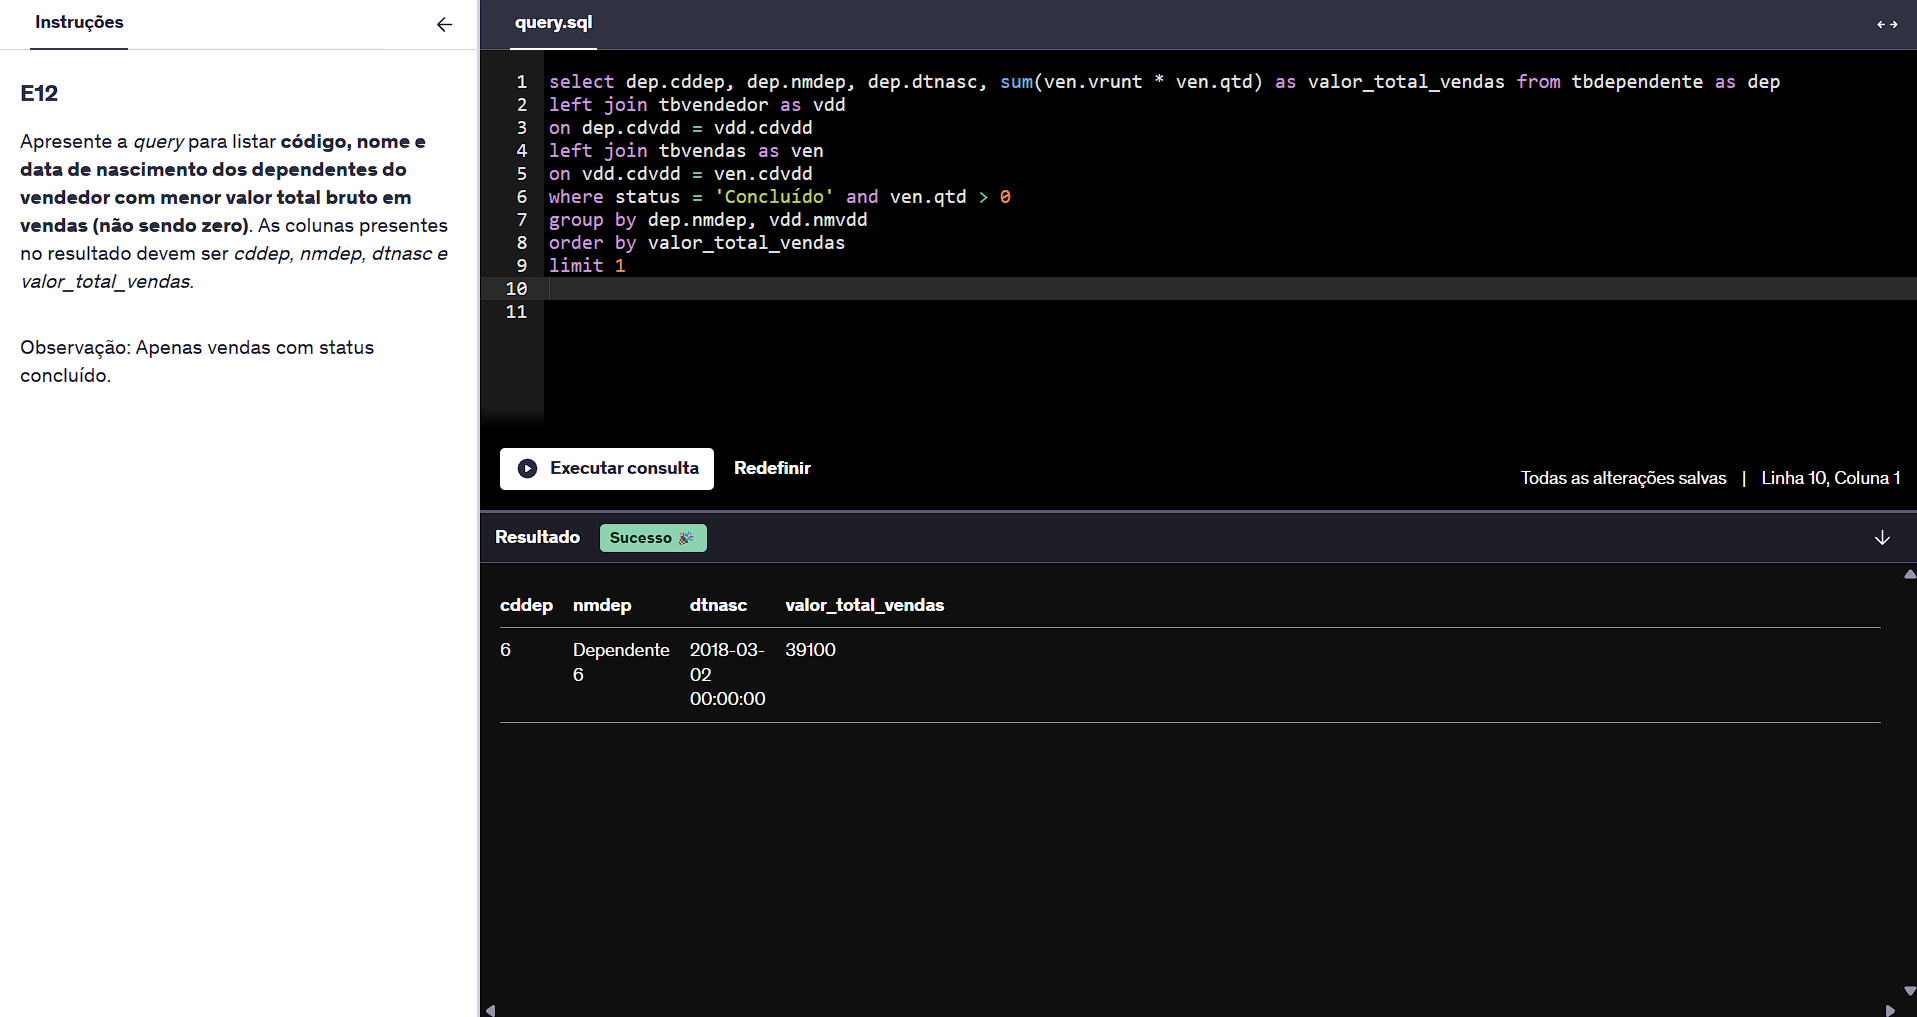 Instruções
E12
Apresente a query para listar código, nome e
data de nascimento dos dependentes do
vendedor com menor valor total bruto em
vendas (não sendo zero). As colunas presentes
no resultado devem ser cddep, nmdep, dtnasc e
valor_total_vendas.
Observação: Apenas vendas com status
concluído.
query.sql
1 select dep.cddep, dep.nmdep, dep.dtnasc, sum(ven.vrunt * ven.qtd) as valor_total_vendas from tbdependente as dep
2 left join tbvendedor as vdd
3 on dep.cdvdd = vdd.cdvdd
4 left join tbvendas as ven
5 on vdd.cdvdd = ven.cdvdd
6 where status = 'Concluído' and ven.qtd > 0
7 group by dep.nmdep, vdd.nmvdd
8 order by valor_total_vendas
9 limit 1
10
11
Executar consulta Redefinir
Todas as alterações salvas | Linha 10, Coluna 1
Resultado Sucesso 🎉
cddep nmdep dtnasc valor_total_vendas
6 Dependente 2018-03- 39100
6 02
00:00:00